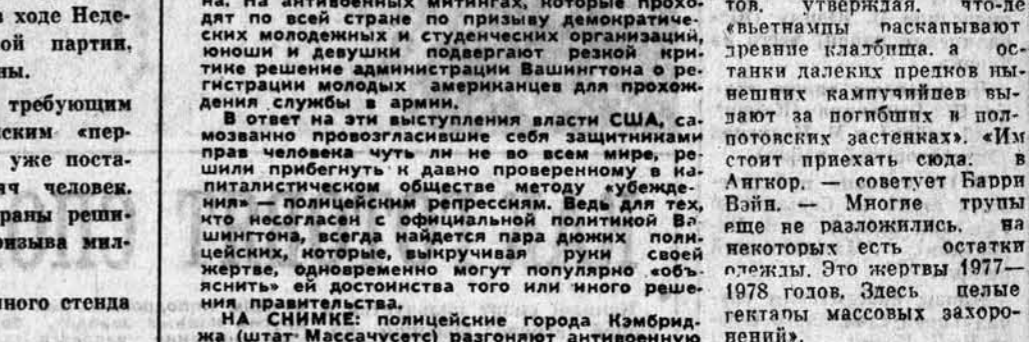 в ходе Неде-
ой партии.
ны.
требующим
ским «пер-
уже поста-
яч человек.
раны реши-
ризыва мил-
ного стенда
на. На антивоенных митингах, которые прохо-
дят по всей стране по призыву демократиче-
ских молодежных и студенческих организаций,
юноши и девушки подвергают резкой кри-
тике решение администрации Вашингтона о ре-
гистрации молодых американцев для прохож-
дения службы в армии.
В ответ на эти выступления власти США, са-
мозванно провозгласившие себя защитниками
прав человека чуть ли не во всем мире, ре-
шили прибегнуть к давно проверенному в ка-
питалистическом обществе методу «убежде-
ния» — полицейским репрессиям. Ведь для тех,
кто несогласен с официальной политикой Ва-
шингтона, всегда найдется пара дюжих поли-
цейских, которые, выкручивая руки своей
жертве, одновременно могут популярно «объ-
яснить» ей достоинства того или иного реше-
ния правительства.
НА СНИМКЕ: полицейские города Кэмбрид-
жа (штат Массачусетс) разгоняют антивоенную
тов, утверждая, что-де
«вьетнамцы раскапывают
древние кладбища, а ос-
танки далеких предков ны-
нешних кампучийцев вы-
дают за погибших в пол-
потовских застенках». «Им
стоит приехать сюда, в
Ангкор, — советует Барри
Вэйн. — Многие трупы
еще не разложились, на
некоторых есть остатки
одежды. Это жертвы 1977—
1978 годов. Здесь целые
гектары массовых захоро-
нений».